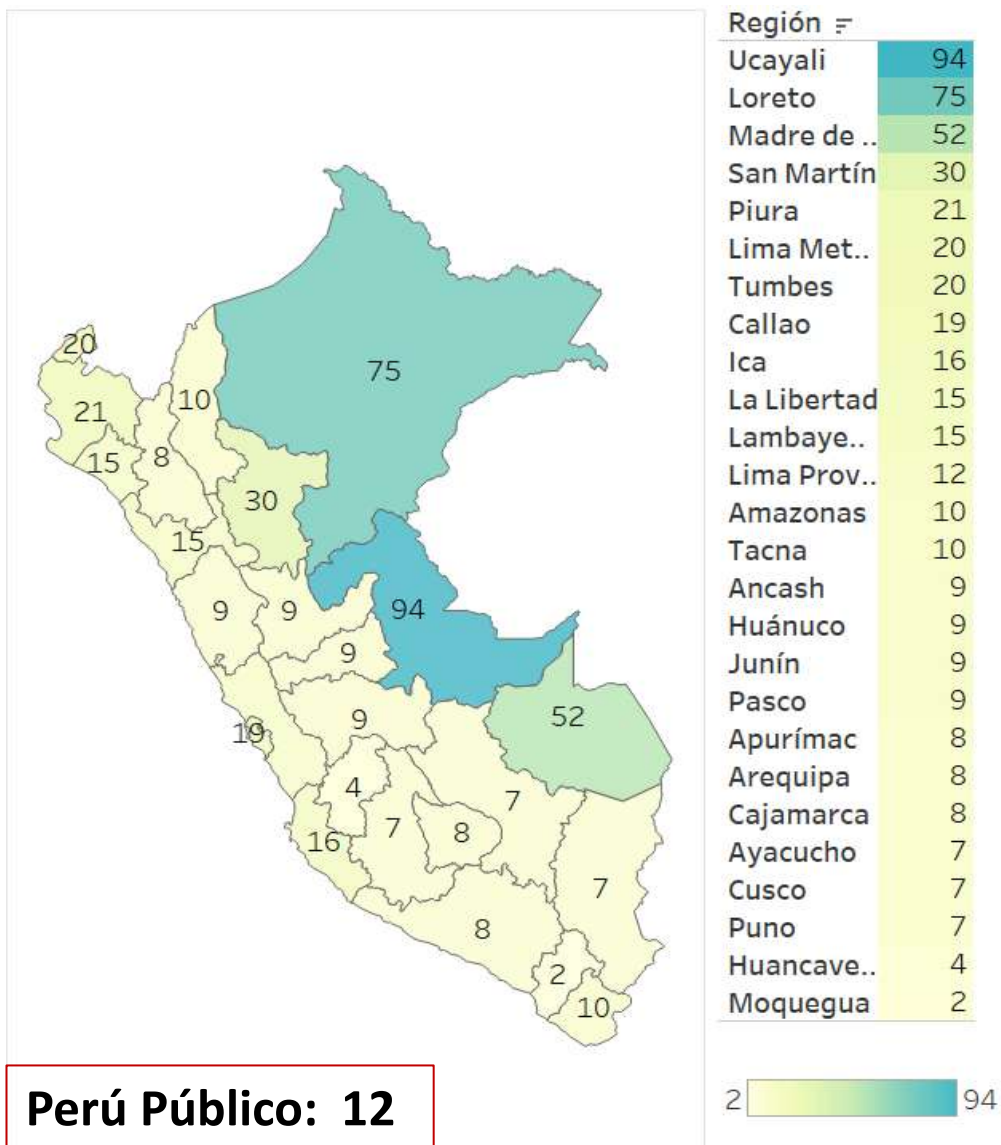 Región
Ucayali 94
Loreto 75
Madre de .. 52
San Martín 30
Piura 21
Lima Met.. 20
Tumbes 20
Callao 19
Ica 16
La Libertad 15
Lambaye.. 15
Lima Prov.. 12
Amazonas 10
Tacna 10
Ancash 9
Huánuco 9
Junín 9
Pasco 9
Apurímac 8
Arequipa 8
Cajamarca 8
Ayacucho 7
Cusco 7
Puno 7
Huancave.. 4
Moquegua 2
20
75
10
21
8
15
30
15
9
9
94
9
19
9
52
4
7
16
7
8
7
8
2
10
Perú Público: 12
2 94